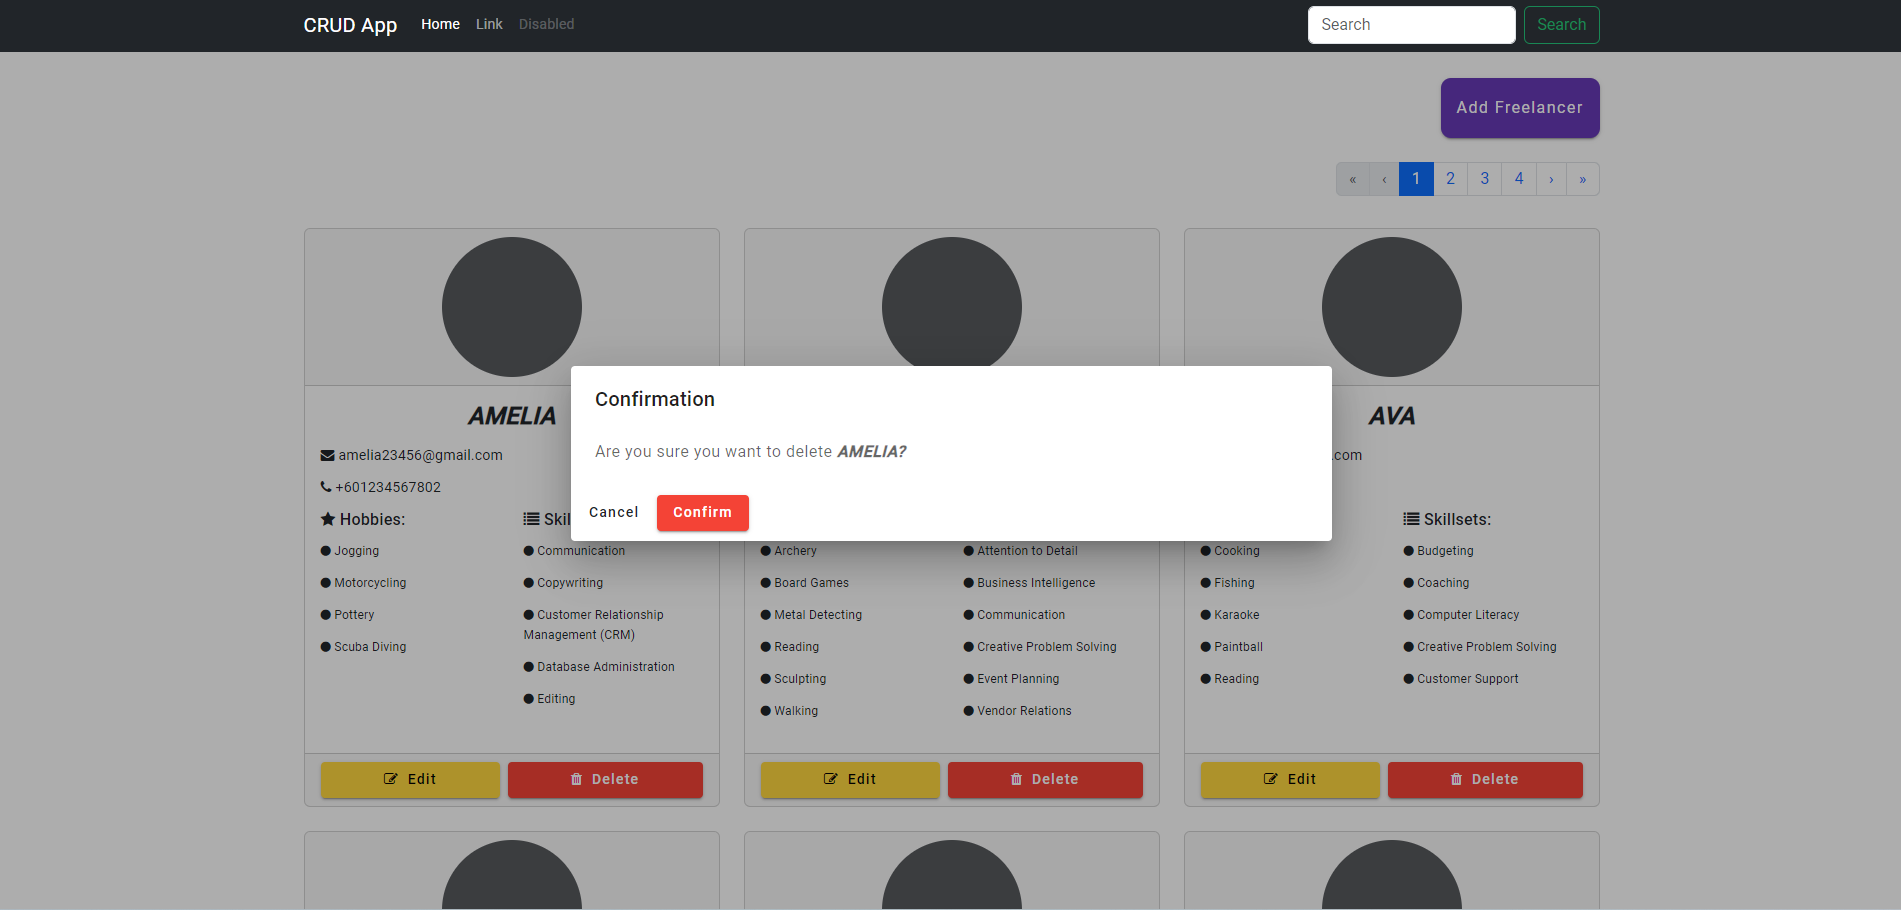 CRUD App Home Link Disabled Search Search
Add Freelancer
« ‹ 1 2 3 4 › »
Confirmation
Are you sure you want to delete AMELIA?
Cancel Confirm
AMELIA
amelia23456@gmail.com
+601234567802
Hobbies:
Jogging
Motorcycling
Pottery
Scuba Diving
Communication
Copywriting
Customer Relationship
Management (CRM)
Database Administration
Editing
Edit Delete
Archery
Board Games
Metal Detecting
Reading
Sculpting
Walking
Attention to Detail
Business Intelligence
Communication
Creative Problem Solving
Event Planning
Vendor Relations
Edit Delete
AVA
.com
Cooking
Fishing
Karaoke
Paintball
Reading
Skillsets:
Budgeting
Coaching
Computer Literacy
Creative Problem Solving
Customer Support
Edit Delete